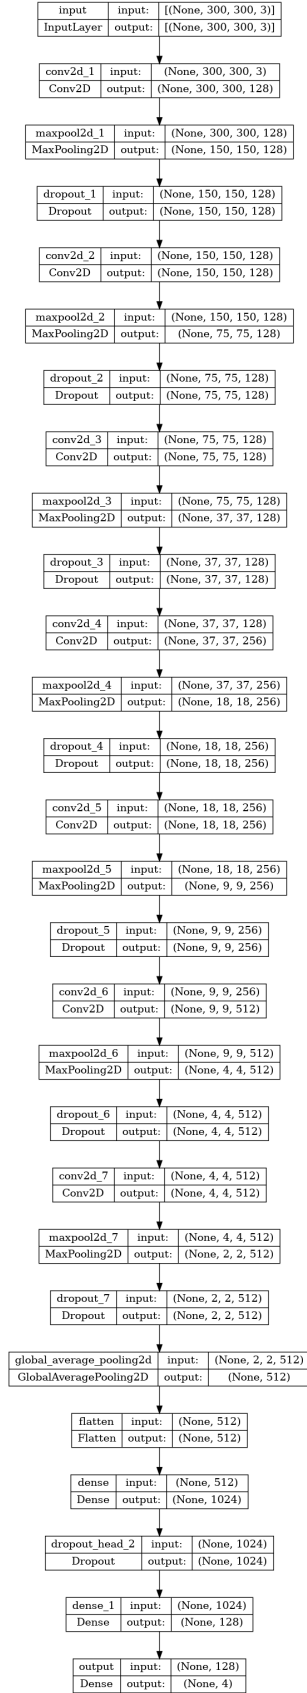 input input: [(None, 300, 300, 3)]
InputLayer output: [(None, 300, 300, 3)]
conv2d_1 input: (None, 300, 300, 3)
Conv2D output: (None, 300, 300, 128)
maxpool2d_1 input: (None, 300, 300, 128)
MaxPooling2D output: (None, 150, 150, 128)
dropout_1 input: (None, 150, 150, 128)
Dropout output: (None, 150, 150, 128)
conv2d_2 input: (None, 150, 150, 128)
Conv2D output: (None, 150, 150, 128)
maxpool2d_2 input: (None, 150, 150, 128)
MaxPooling2D output: (None, 75, 75, 128)
dropout_2 input: (None, 75, 75, 128)
Dropout output: (None, 75, 75, 128)
conv2d_3 input: (None, 75, 75, 128)
Conv2D output: (None, 75, 75, 128)
maxpool2d_3 input: (None, 75, 75, 128)
MaxPooling2D output: (None, 37, 37, 128)
dropout_3 input: (None, 37, 37, 128)
Dropout output: (None, 37, 37, 128)
conv2d_4 input: (None, 37, 37, 128)
Conv2D output: (None, 37, 37, 256)
maxpool2d_4 input: (None, 37, 37, 256)
MaxPooling2D output: (None, 18, 18, 256)
dropout_4 input: (None, 18, 18, 256)
Dropout output: (None, 18, 18, 256)
conv2d_5 input: (None, 18, 18, 256)
Conv2D output: (None, 18, 18, 256)
maxpool2d_5 input: (None, 18, 18, 256)
MaxPooling2D output: (None, 9, 9, 256)
dropout_5 input: (None, 9, 9, 256)
Dropout output: (None, 9, 9, 256)
conv2d_6 input: (None, 9, 9, 256)
Conv2D output: (None, 9, 9, 512)
maxpool2d_6 input: (None, 9, 9, 512)
MaxPooling2D output: (None, 4, 4, 512)
dropout_6 input: (None, 4, 4, 512)
Dropout output: (None, 4, 4, 512)
conv2d_7 input: (None, 4, 4, 512)
Conv2D output: (None, 4, 4, 512)
maxpool2d_7 input: (None, 4, 4, 512)
MaxPooling2D output: (None, 2, 2, 512)
dropout_7 input: (None, 2, 2, 512)
Dropout output: (None, 2, 2, 512)
global_average_pooling2d input: (None, 2, 2, 512)
GlobalAveragePooling2D output: (None, 512)
flatten input: (None, 512)
Flatten output: (None, 512)
dense input: (None, 512)
Dense output: (None, 1024)
dropout_head_2 input: (None, 1024)
Dropout output: (None, 1024)
dense_1 input: (None, 1024)
Dense output: (None, 128)
output input: (None, 128)
Dense output: (None, 4)